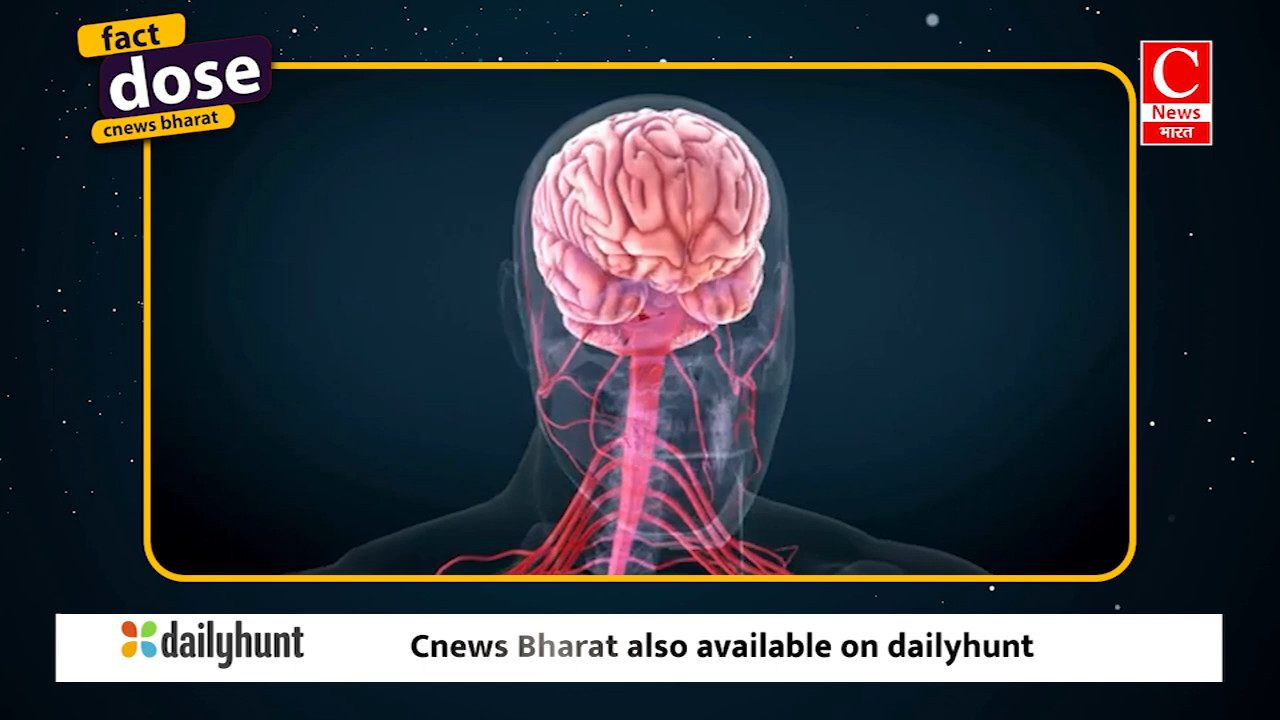 fact
dose
cnews bharat
C
News
भारत
dailyhunt
Cnews Bharat also available on dailyhunt